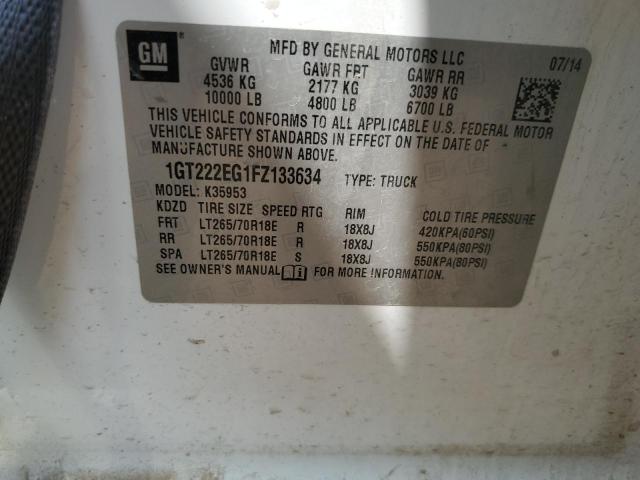 GM
MFD BY GENERAL MOTORS LLC 07/14
GVWR GAWR FRT GAWR RR
4536 KG 2177 KG 3039 KG
10000 LB 4800 LB 6700 LB
THIS VEHICLE CONFORMS TO ALL APPLICABLE U.S. FEDERAL MOTOR
VEHICLE SAFETY STANDARDS IN EFFECT ON THE DATE OF
MANUFACTURE SHOWN ABOVE.
1GT222EG1FZ133634 TYPE: TRUCK
MODEL: K35953
KDZD TIRE SIZE SPEED RTG RIM COLD TIRE PRESSURE
FRT LT265/70R18E R 18X8J 420KPA(60PSI)
RR LT265/70R18E R 18X8J 550KPA(80PSI)
SPA LT265/70R18E S 18X8J 550KPA(80PSI)
SEE OWNER'S MANUAL FOR MORE INFORMATION.